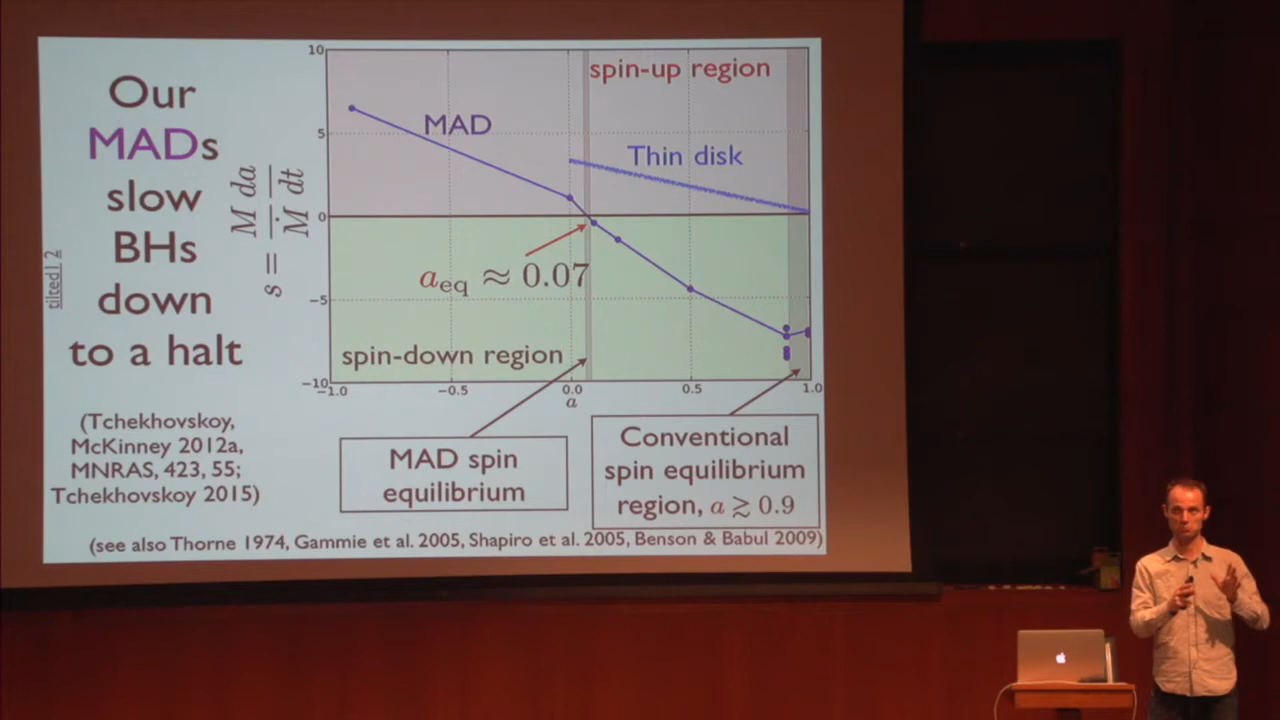 Our
MADs
slow
BHs
down
to a halt
(Tchekhovskoy,
McKinney 2012a,
MNRAS, 423, 55;
Tchekhovskoy 2015)
tilted1 2
s = M da / Ṁ dt
10
5
0
−5
−10
−1.0
−0.5
0.0
0.5
1.0
a
spin-up region
MAD
Thin disk
a_eq ≈ 0.07
spin-down region
MAD spin
equilibrium
Conventional
spin equilibrium
region, a ≳ 0.9
(see also Thorne 1974, Gammie et al. 2005, Shapiro et al. 2005, Benson & Babul 2009)